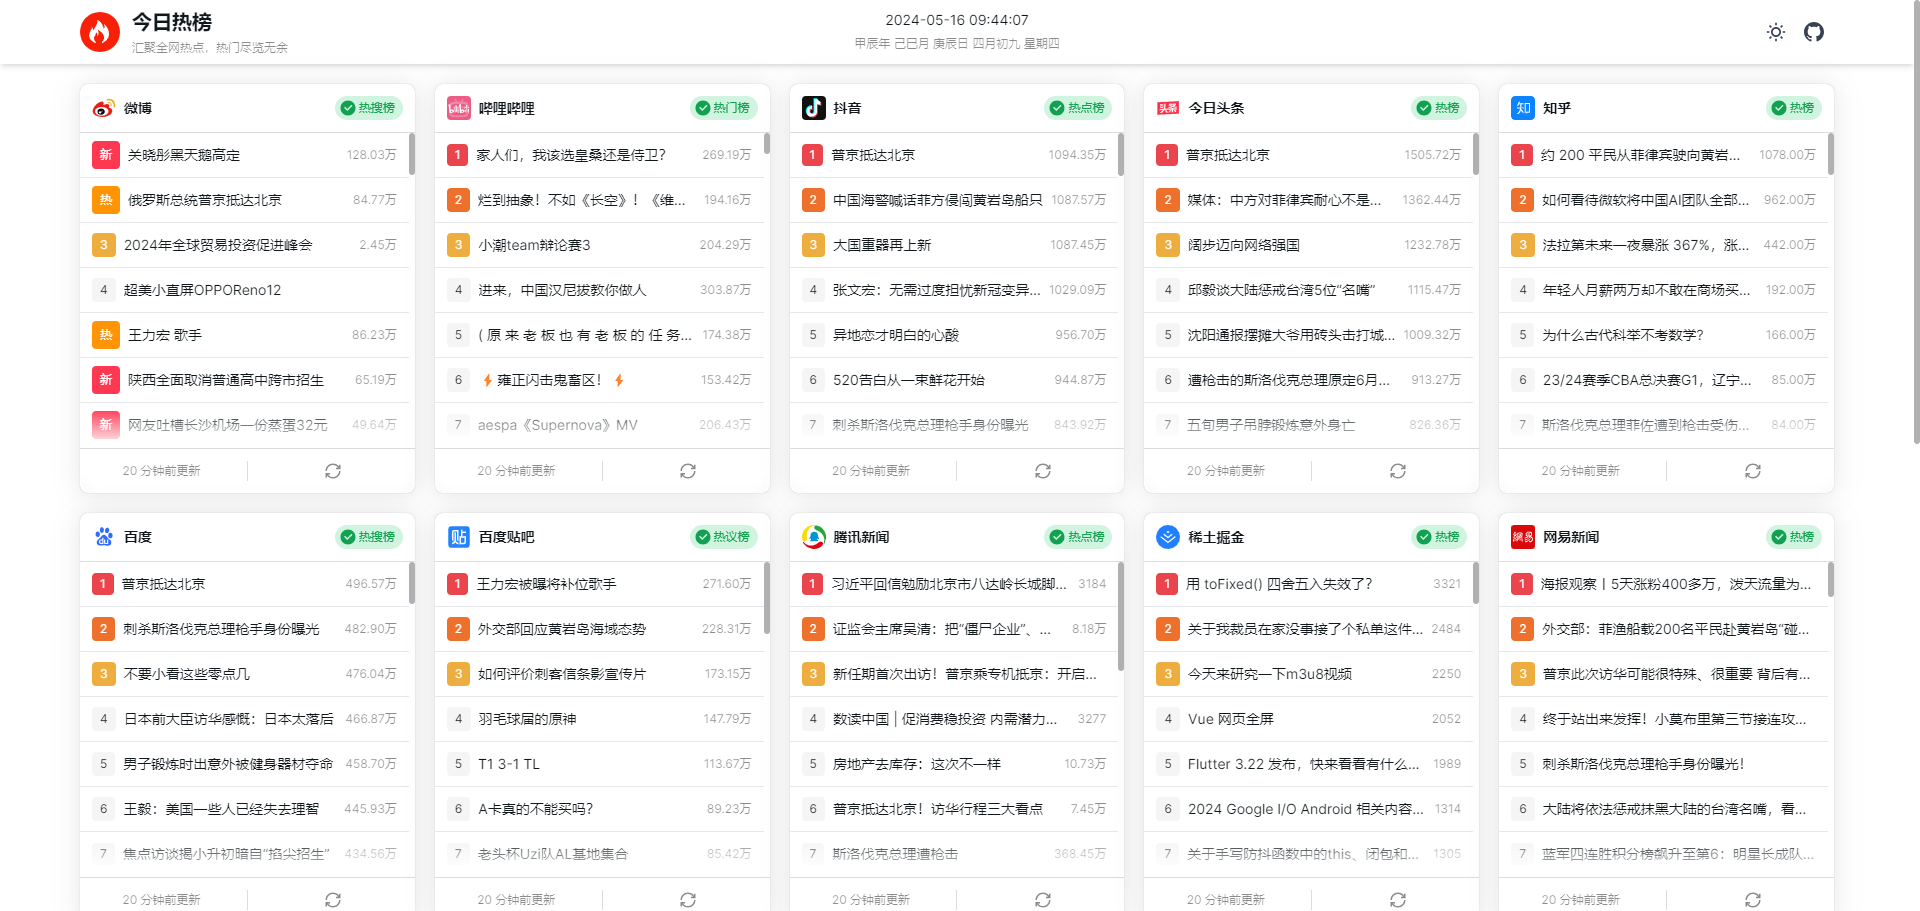 今日热榜
汇聚全网热点，热门尽览无余
2024-05-16 09:44:07
甲辰年 己巳月 庚辰日 四月初九 星期四
微博 热搜榜
新 关晓彤黑天鹅高定 128.03万
热 俄罗斯总统普京抵达北京 84.77万
3 2024年全球贸易投资促进峰会 2.45万
4 超美小直屏OPPOReno12
热 王力宏 歌手 86.23万
新 陕西全面取消普通高中跨市招生 65.19万
新 网友吐槽长沙机场一份蒸蛋32元 49.64万
20 分钟前更新
哔哩哔哩 热门榜
1 家人们，我该选皇桑还是侍卫？ 269.19万
2 烂到抽象！不如《长空》！《维... 194.16万
3 小潮team辩论赛3 204.29万
4 进来，中国汉尼拔教你做人 303.87万
5 ( 原 来 老 板 也 有 老 板 的 任 务... 174.38万
6 ⚡雍正闪击鬼畜区！⚡ 153.42万
7 aespa《Supernova》MV 206.43万
20 分钟前更新
抖音 热点榜
1 普京抵达北京 1094.35万
2 中国海警喊话菲方侵闯黄岩岛船只 1087.57万
3 大国重器再上新 1087.45万
4 张文宏：无需过度担忧新冠变异... 1029.09万
5 异地恋才明白的心酸 956.70万
6 520告白从一束鲜花开始 944.87万
7 刺杀斯洛伐克总理枪手身份曝光 843.92万
20 分钟前更新
头条 今日头条 热榜
1 普京抵达北京 1505.72万
2 媒体：中方对菲律宾耐心不是... 1362.44万
3 阔步迈向网络强国 1232.78万
4 邱毅谈大陆惩戒台湾5位“名嘴” 1115.47万
5 沈阳通报摆摊大爷用砖头击打城... 1009.32万
6 遭枪击的斯洛伐克总理原定6月... 913.27万
7 五旬男子吊脖锻炼意外身亡 826.36万
20 分钟前更新
知 知乎 热榜
1 约 200 平民从菲律宾驶向黄岩... 1078.00万
2 如何看待微软将中国AI团队全部... 962.00万
3 法拉第未来一夜暴涨 367%，涨... 442.00万
4 年轻人月薪两万却不敢在商场买... 192.00万
5 为什么古代科举不考数学？ 166.00万
6 23/24赛季CBA总决赛G1，辽宁... 85.00万
7 斯洛伐克总理菲佐遭到枪击受伤... 84.00万
20 分钟前更新
百度 热搜榜
1 普京抵达北京 496.57万
2 刺杀斯洛伐克总理枪手身份曝光 482.90万
3 不要小看这些零点几 476.04万
4 日本前大臣访华感慨：日本太落后 466.87万
5 男子锻炼时出意外被健身器材夺命 458.70万
6 王毅：美国一些人已经失去理智 445.93万
7 焦点访谈揭小升初暗自“掐尖招生” 434.56万
20 分钟前更新
贴 百度贴吧 热议榜
1 王力宏被曝将补位歌手 271.60万
2 外交部回应黄岩岛海域态势 228.31万
3 如何评价刺客信条影宣传片 173.15万
4 羽毛球届的原神 147.79万
5 T1 3-1 TL 113.67万
6 A卡真的不能买吗？ 89.23万
7 老头杯Uzi队AL基地集合 85.42万
20 分钟前更新
腾讯新闻 热点榜
1 习近平回信勉励北京市八达岭长城脚... 3184
2 证监会主席吴清：把“僵尸企业”、... 8.18万
3 新任期首次出访！普京乘专机抵京：开启...
4 数读中国 | 促消费稳投资 内需潜力... 3277
5 房地产去库存：这次不一样 10.73万
6 普京抵达北京！访华行程三大看点 7.45万
7 斯洛伐克总理遭枪击 368.45万
20 分钟前更新
稀土掘金 热榜
1 用 toFixed() 四舍五入失效了？ 3321
2 关于我裁员在家没事接了个私单这件... 2484
3 今天来研究一下m3u8视频 2250
4 Vue 网页全屏 2052
5 Flutter 3.22 发布，快来看看有什么... 1989
6 2024 Google I/O Android 相关内容... 1314
7 关于手写防抖函数中的this、闭包和... 1305
20 分钟前更新
網易 网易新闻 热榜
1 海报观察丨5天涨粉400多万，泼天流量为...
2 外交部：菲渔船载200名平民赴黄岩岛“碰...
3 普京此次访华可能很特殊、很重要 背后有...
4 终于站出来发挥！小莫布里第三节接连攻...
5 刺杀斯洛伐克总理枪手身份曝光！
6 大陆将依法惩戒抹黑大陆的台湾名嘴，看...
7 蓝军四连胜积分榜飙升至第6：明星长成队...
20 分钟前更新